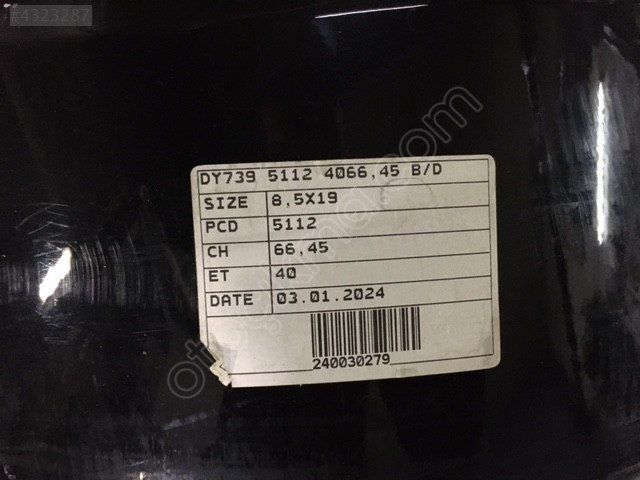 44323287
DY739 5112 4066,45 B/D
SIZE 8,5X19
PCD 5112
CH 66,45
ET 40
DATE 03.01.2024
240030279